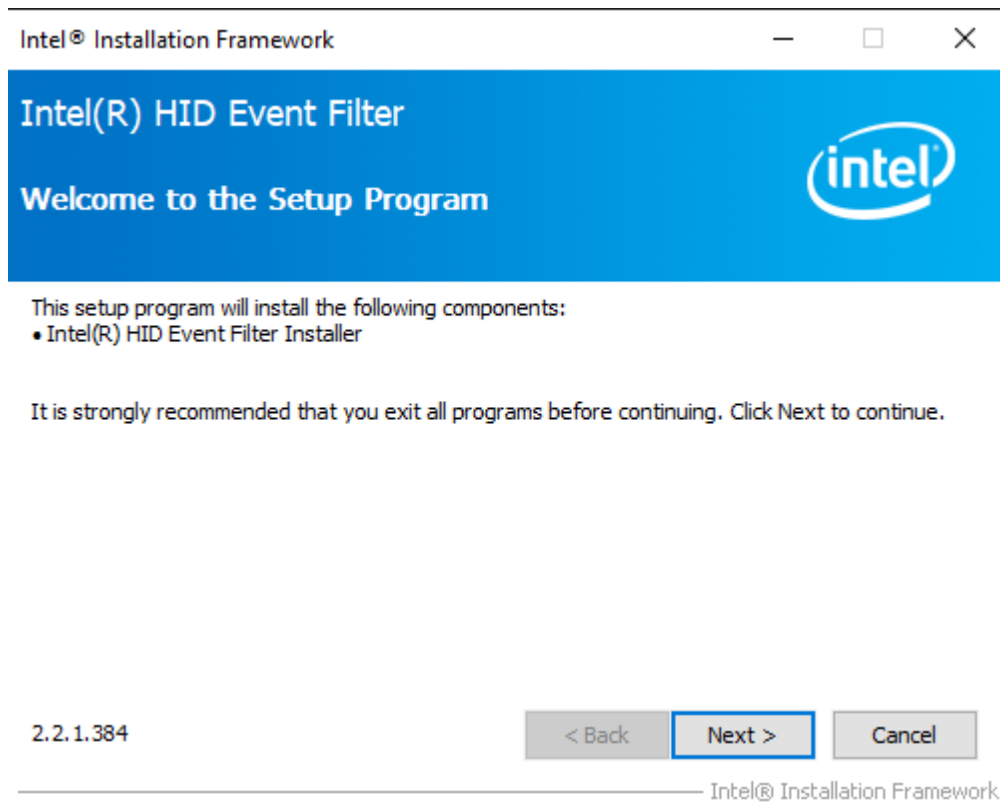 Intel® Installation Framework
Intel(R) HID Event Filter
intel
Welcome to the Setup Program
This setup program will install the following components:
• Intel(R) HID Event Filter Installer
It is strongly recommended that you exit all programs before continuing. Click Next to continue.
2.2.1.384
< Back
Next >
Cancel
Intel® Installation Framework